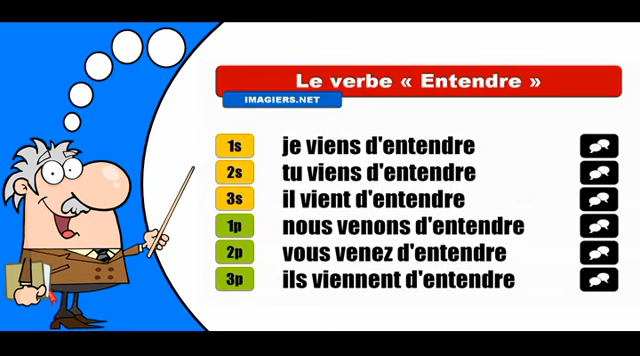 Le verbe « Entendre »
IMAGIERS.NET
1s je viens d'entendre
2s tu viens d'entendre
3s il vient d'entendre
1p nous venons d'entendre
2p vous venez d'entendre
3p ils viennent d'entendre